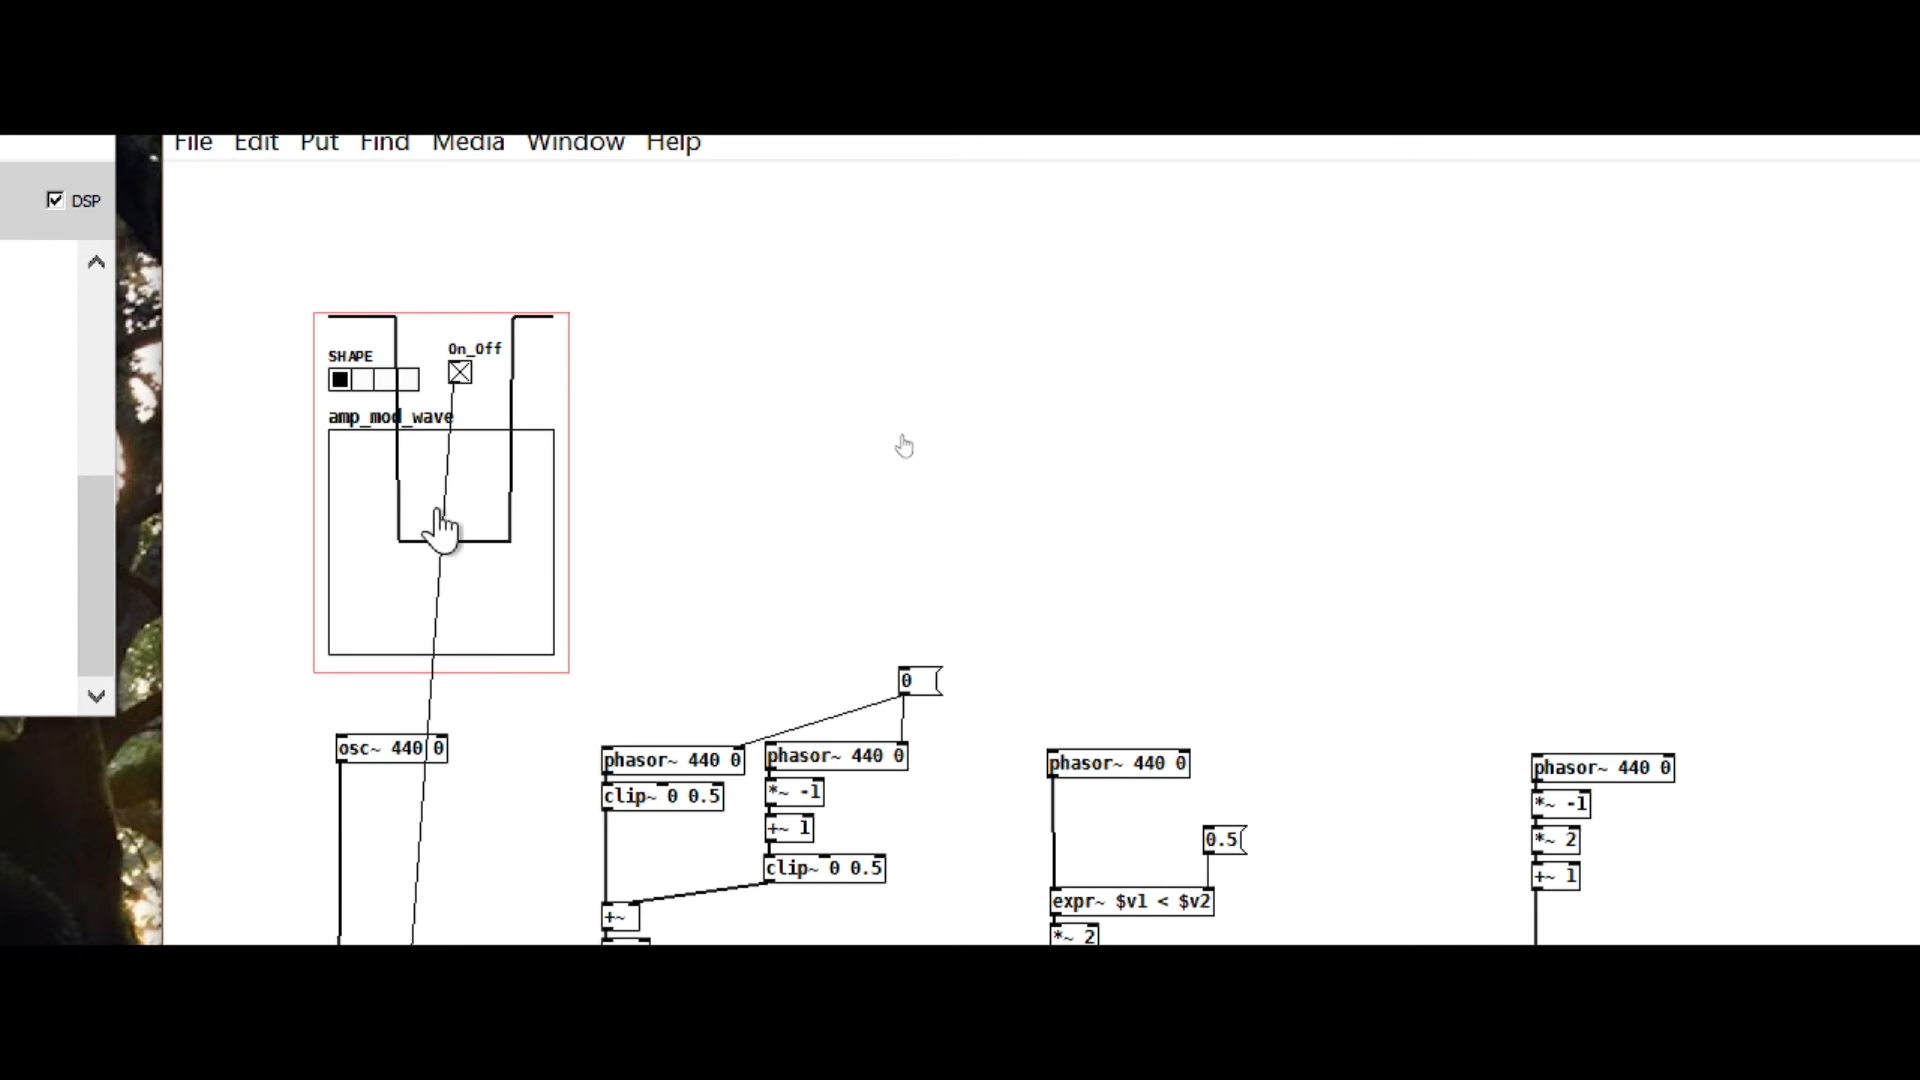 File Edit Put Find Media Window Help
DSP
On_Off
SHAPE
amp_mod_wave
0
osc~ 440 0
phasor~ 440 0
phasor~ 440 0
phasor~ 440 0
phasor~ 440 0
clip~ 0 0.5
*~ -1
*~ -1
+~ 1
0.5
*~ 2
clip~ 0 0.5
+~ 1
expr~ $v1 < $v2
+~
*~ 2